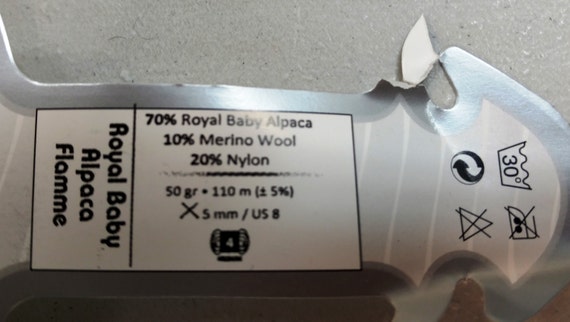 Royal Baby
Alpaca
Flamme
70% Royal Baby Alpaca
10% Merino Wool
20% Nylon
50 gr • 110 m (± 5%)
5 mm / US 8
4
30°